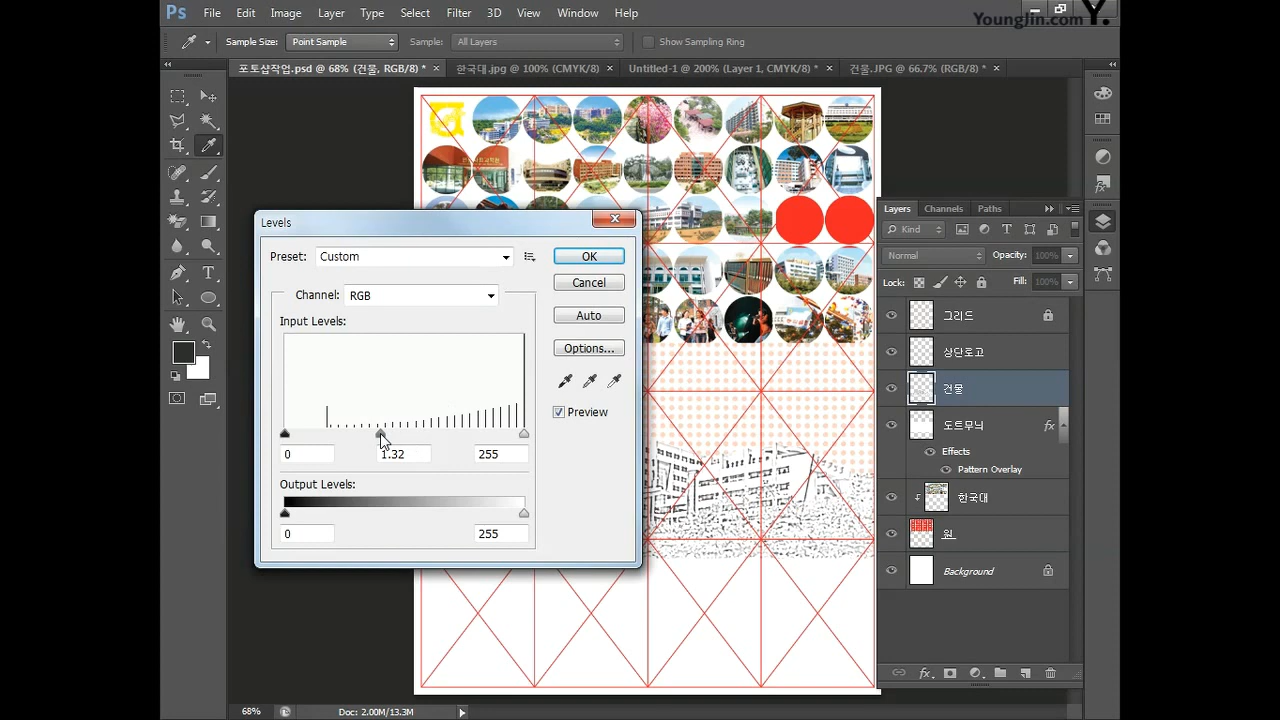 Ps File Edit Image Layer Type Select Filter 3D View Window Help
YoungJin.com Y.
Sample Size: Point Sample Sample: All Layers Show Sampling Ring
포토샵작업.psd @ 68% (건물, RGB/8) * × 한국대.jpg @ 100% (CMYK/8) × Untitled-1 @ 200% (Layer 1, CMYK/8) * × 건물.JPG @ 66.7% (RGB/8) * ×
Levels
Preset: Custom
OK
Channel: RGB
Cancel
Input Levels:
Auto
Options...
Preview
0 1.32 255
Output Levels:
0 255
Layers Channels Paths
Kind
Normal Opacity: 100%
Lock: Fill: 100%
그리드
상단로고
건물
도트무늬 fx
Effects
Pattern Overlay
한국대
원
Background
68% Doc: 2.00M/13.3M